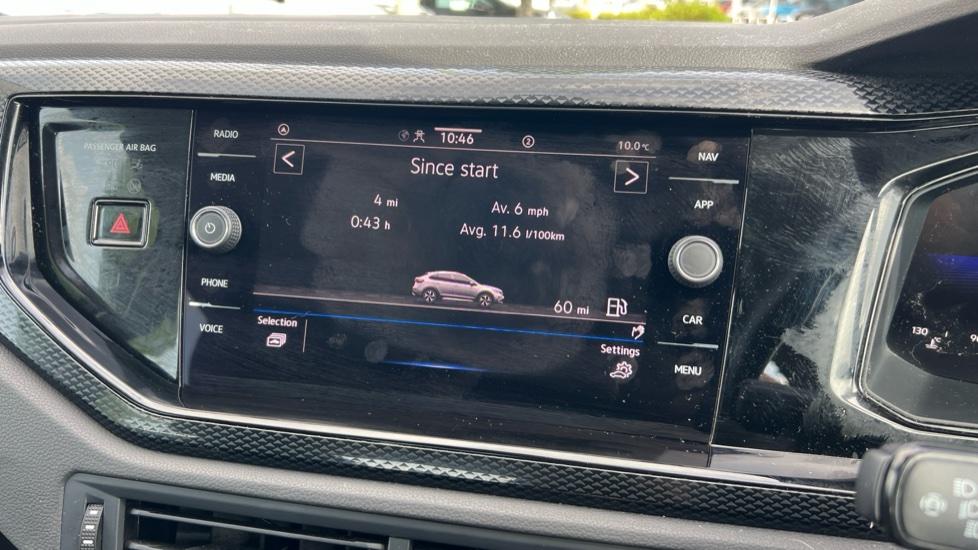 PASSENGER AIR BAG
RADIO
MEDIA
PHONE
VOICE
10:46
2
10.0°C
Since start
4 mi
Av. 6 mph
0:43 h
Avg. 11.6 l/100km
60 mi
Selection
Settings
NAV
APP
CAR
MENU
130